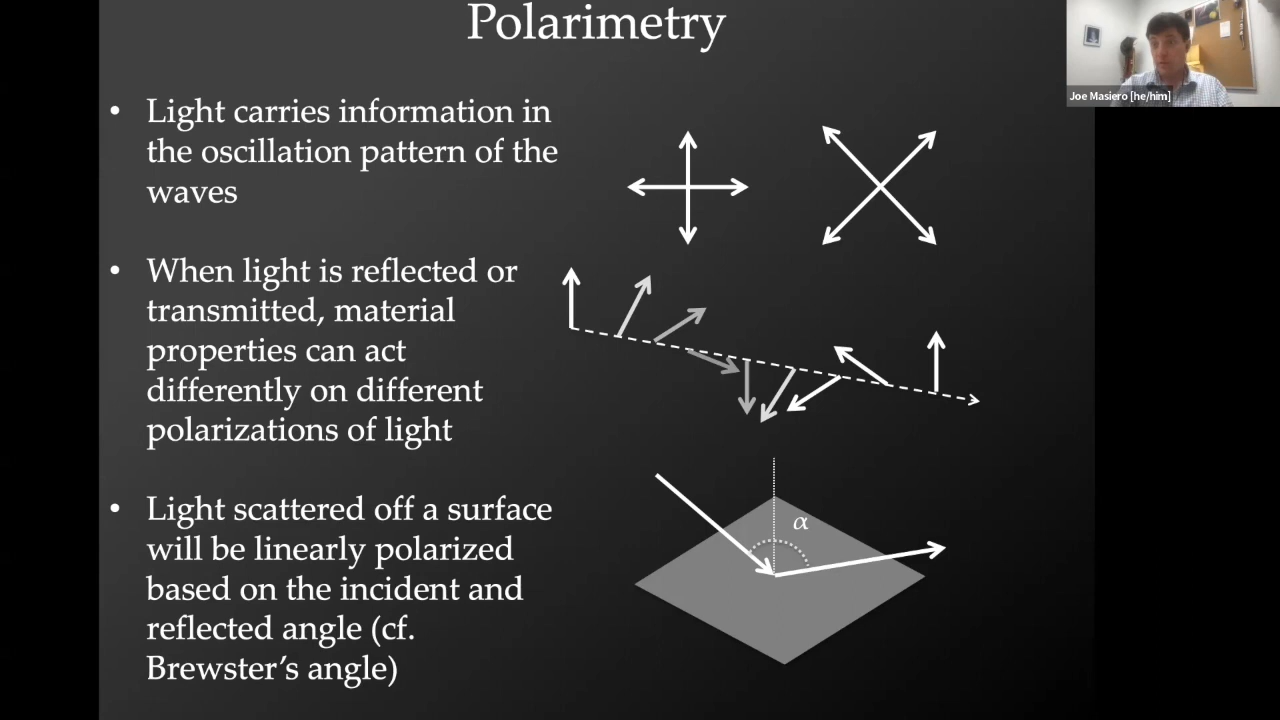 Polarimetry
Joe Masiero [he/him]
• Light carries information in
the oscillation pattern of the
waves
• When light is reflected or
transmitted, material
properties can act
differently on different
polarizations of light
• Light scattered off a surface
will be linearly polarized
based on the incident and
reflected angle (cf.
Brewster’s angle)
α